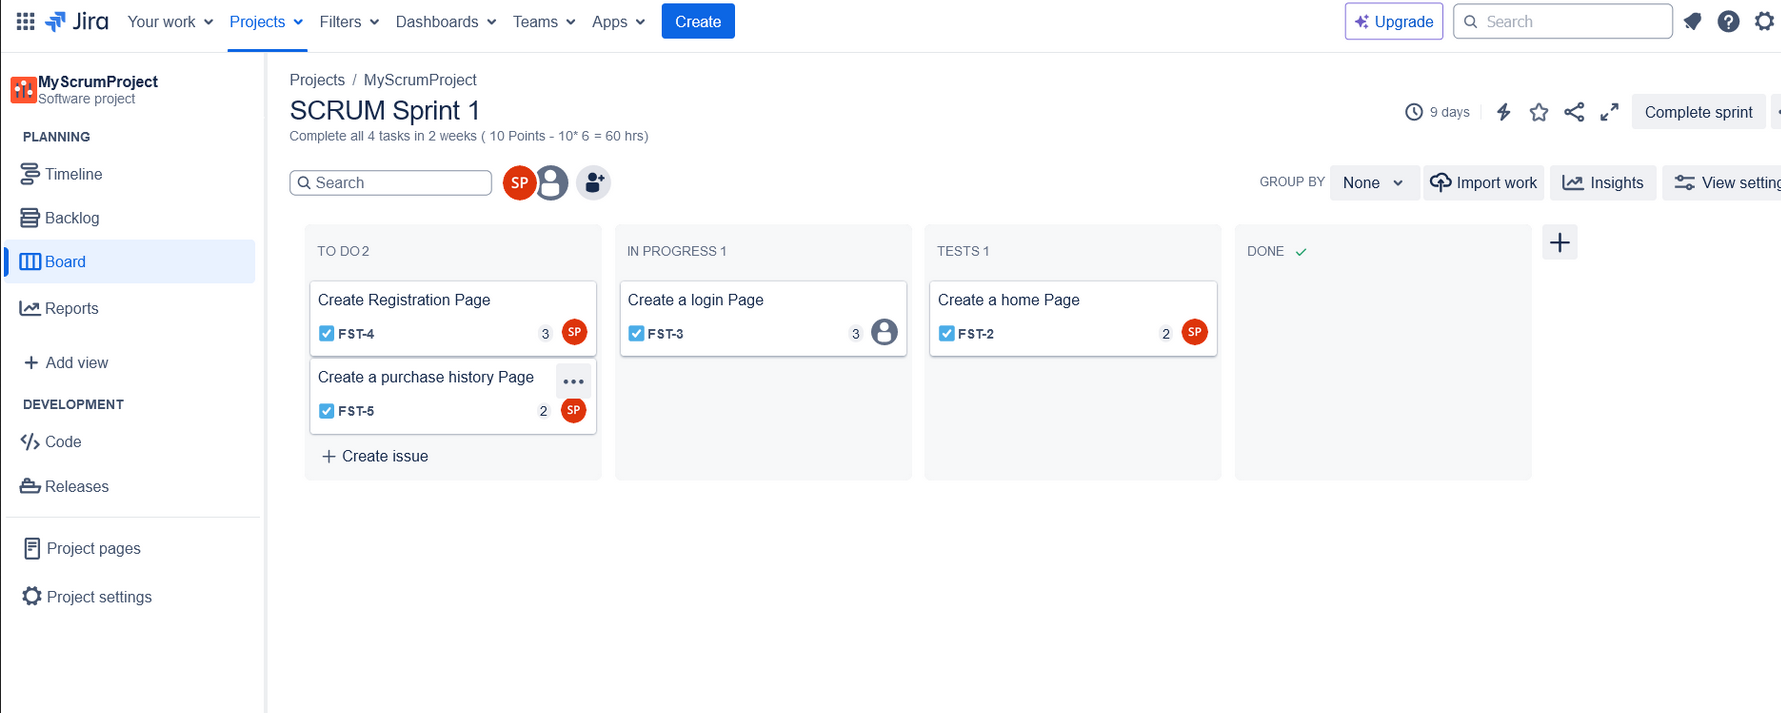 Jira Your work Projects Filters Dashboards Teams Apps Create Upgrade Search
MyScrumProject
Software project
PLANNING
Timeline
Backlog
Board
Reports
Add view
DEVELOPMENT
Code
Releases
Project pages
Project settings
Projects / MyScrumProject
SCRUM Sprint 1
Complete all 4 tasks in 2 weeks ( 10 Points - 10* 6 = 60 hrs)
9 days Complete sprint
Search SP GROUP BY None Import work Insights View setting
TO DO 2
Create Registration Page
FST-4 3 SP
Create a purchase history Page
FST-5 2 SP
Create issue
IN PROGRESS 1
Create a login Page
FST-3 3
TESTS 1
Create a home Page
FST-2 2 SP
DONE